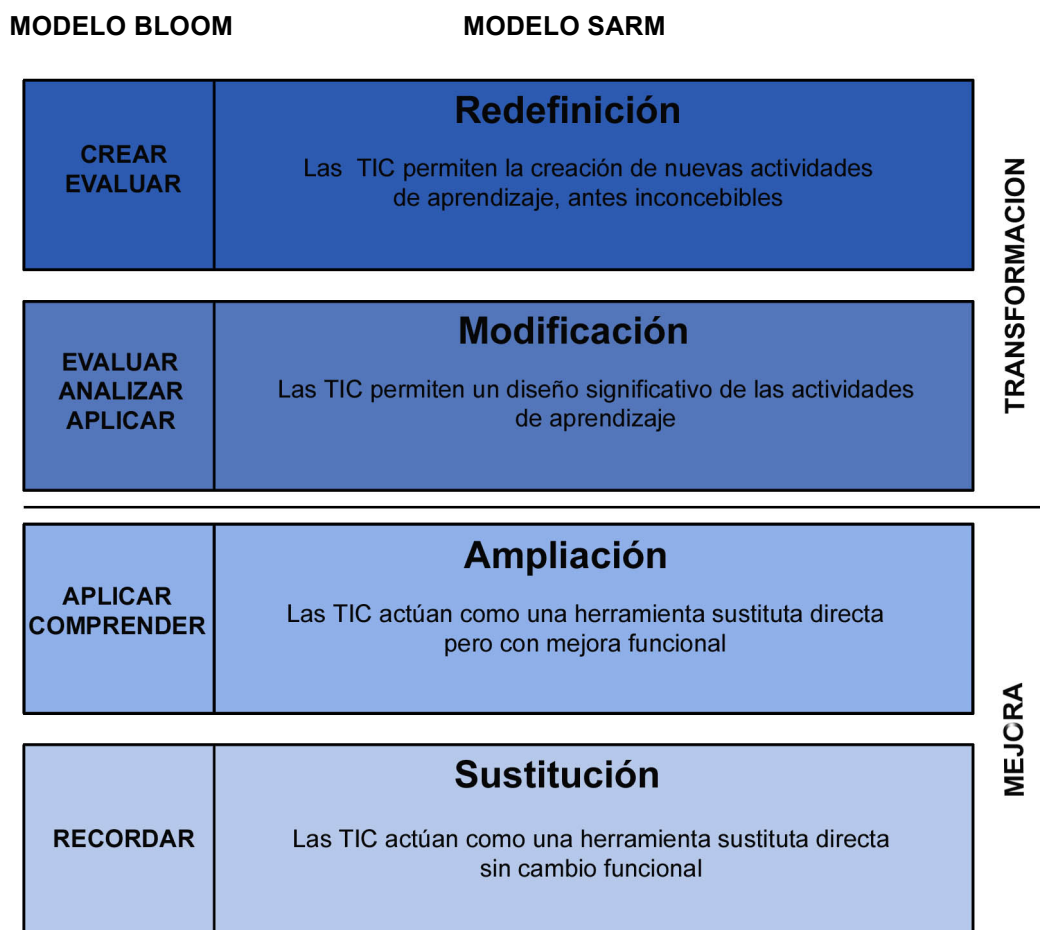 MODELO BLOOM
MODELO SARM
CREAR
EVALUAR
Redefinición
Las TIC permiten la creación de nuevas actividades
de aprendizaje, antes inconcebibles
TRANSFORMACION
EVALUAR
ANALIZAR
APLICAR
Modificación
Las TIC permiten un diseño significativo de las actividades
de aprendizaje
APLICAR
COMPRENDER
Ampliación
Las TIC actúan como una herramienta sustituta directa
pero con mejora funcional
MEJORA
RECORDAR
Sustitución
Las TIC actúan como una herramienta sustituta directa
sin cambio funcional